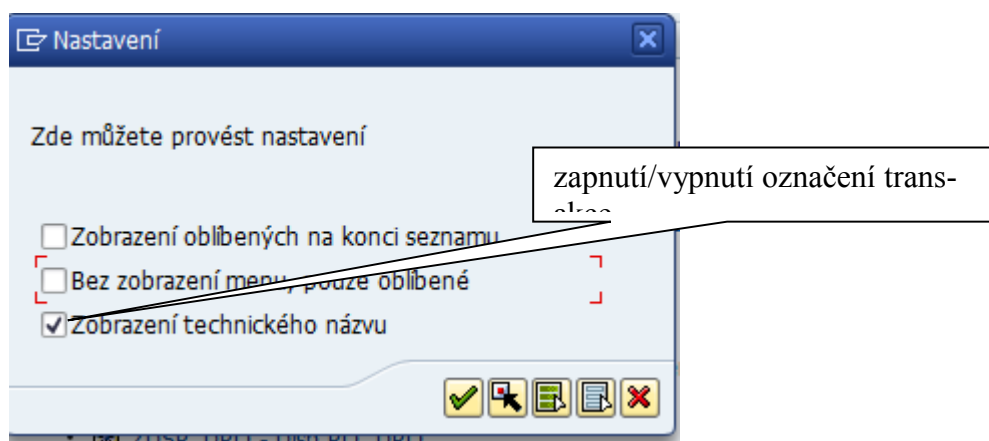 Nastavení
Zde můžete provést nastavení
zapnutí/vypnutí označení trans-
akce
Zobrazení oblíbených na konci seznamu
Bez zobrazení menu, pouze oblíbené
Zobrazení technického názvu